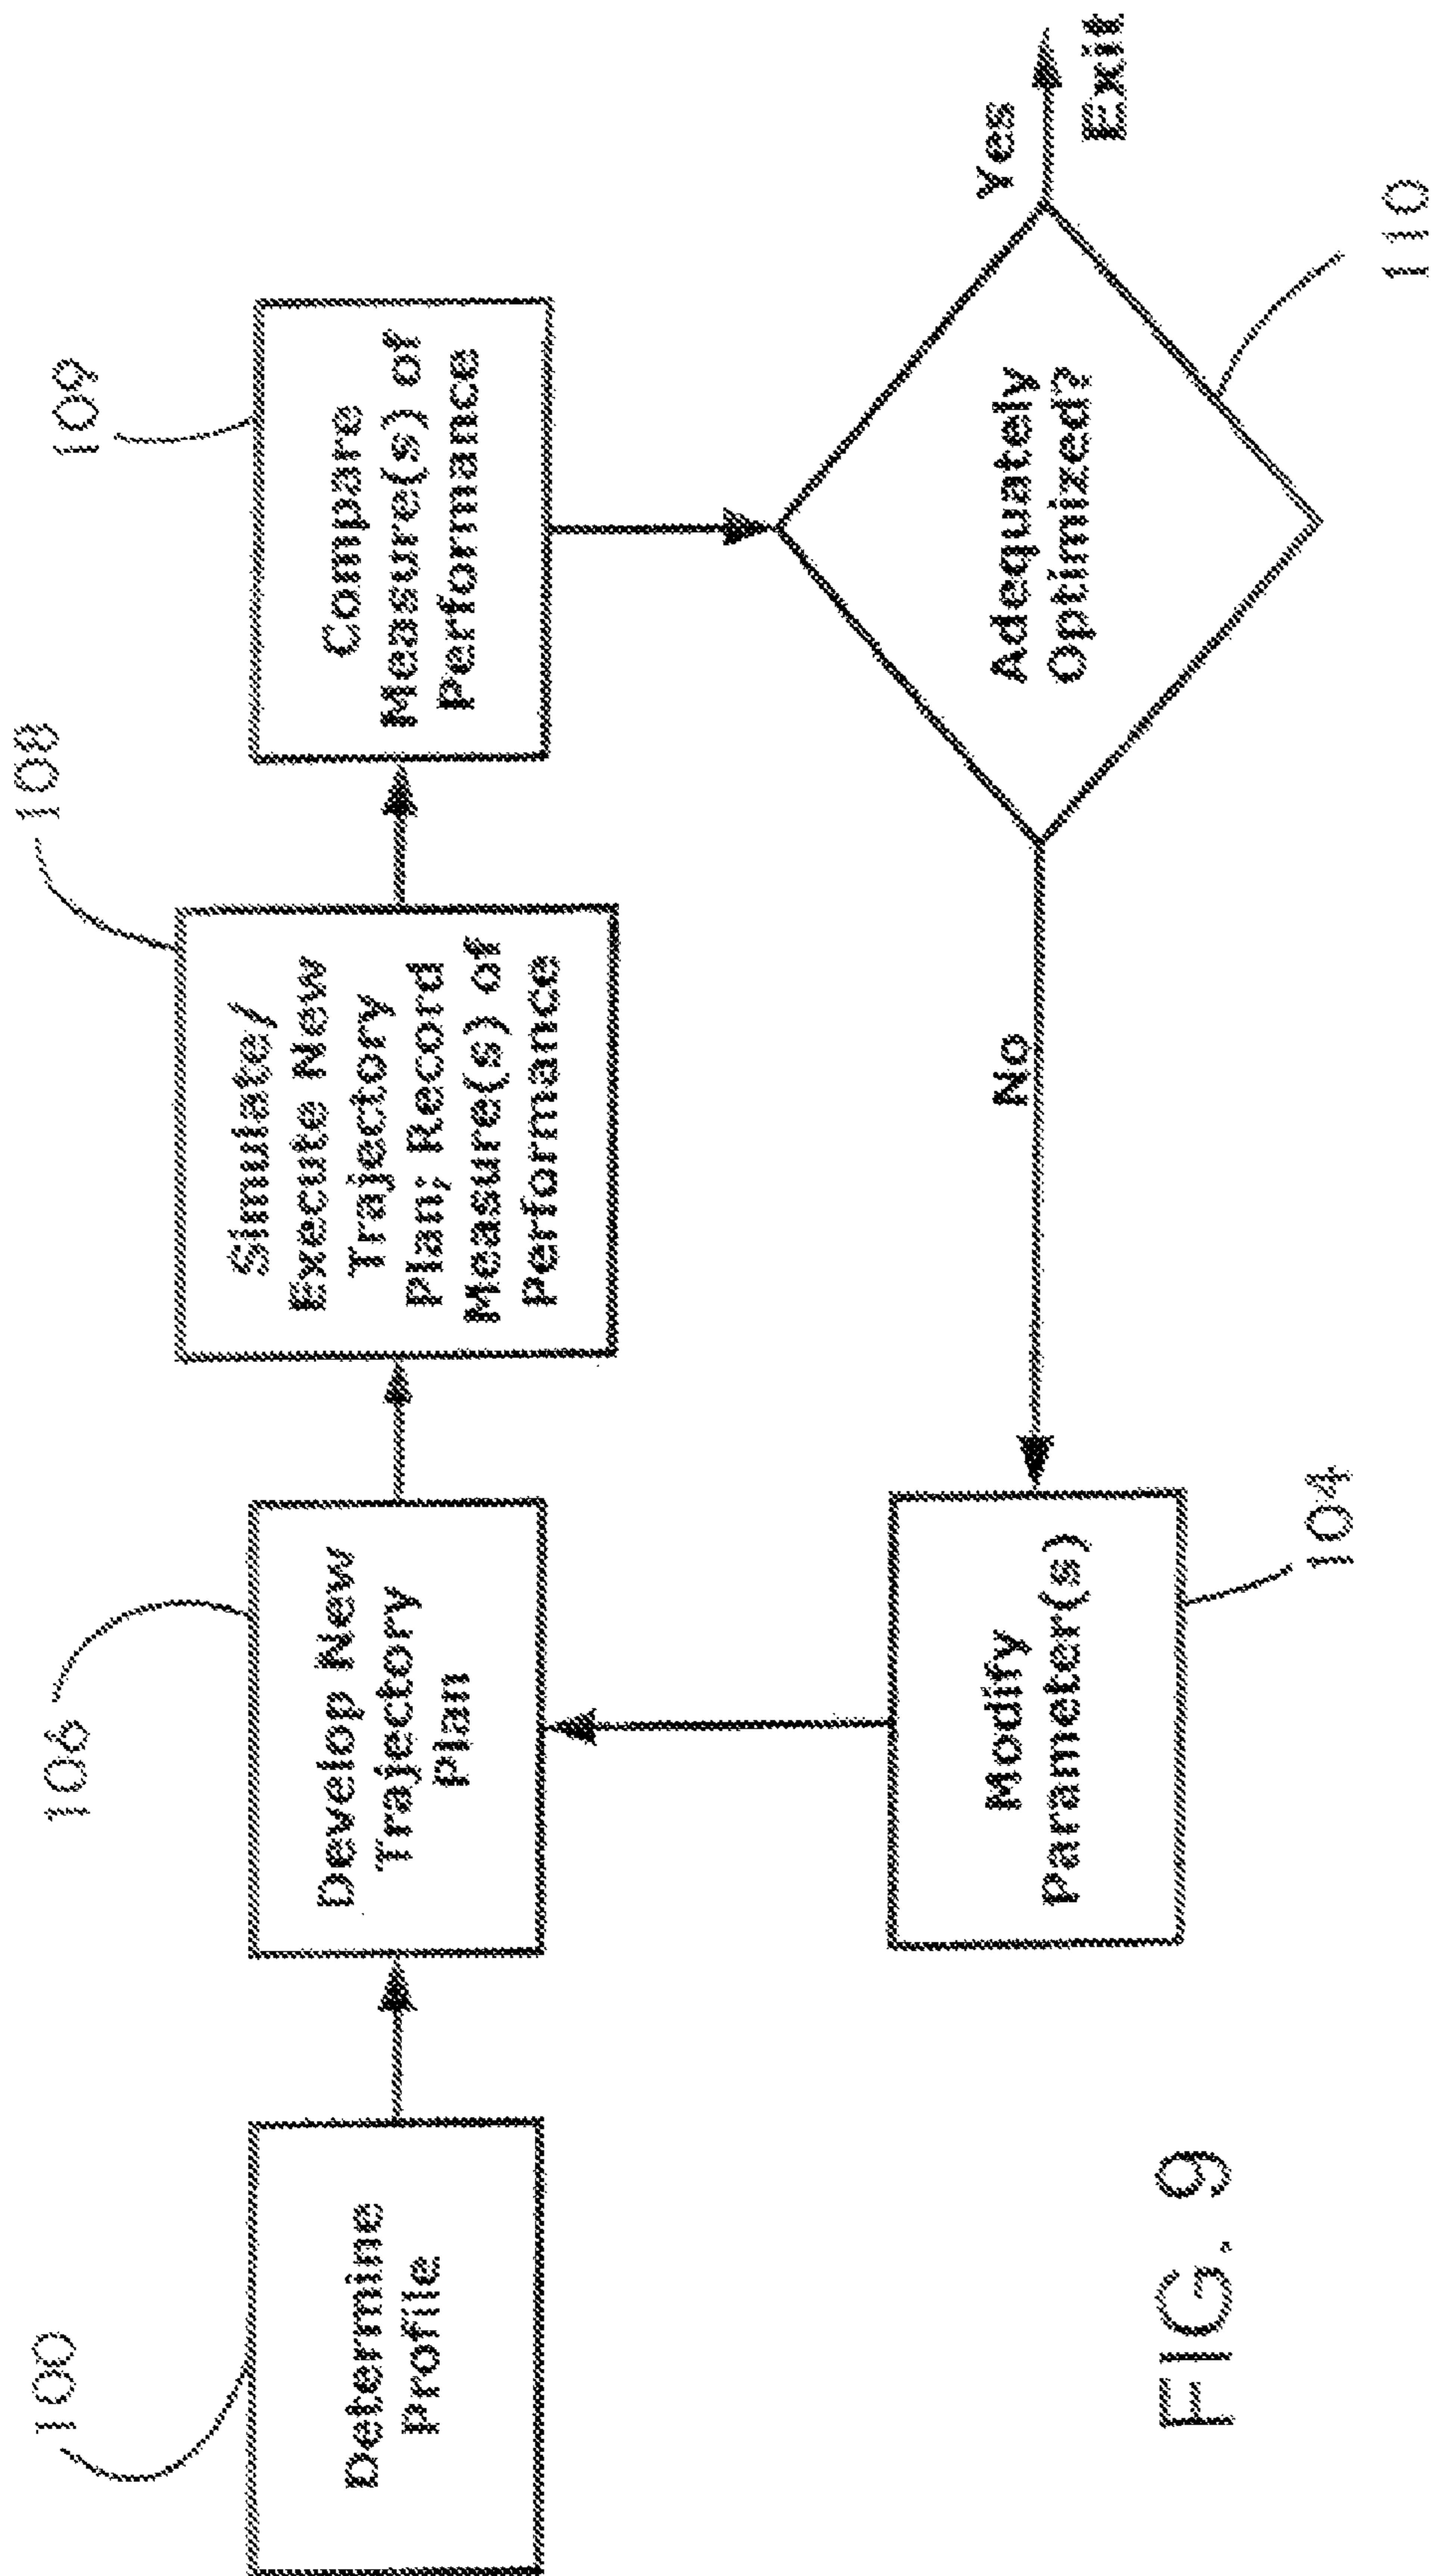 100
Determine
Profile
106
Develop New
Trajectory
Plan
108
Simulate/
Execute New
Trajectory
Plan; Record
Measure(s) of
Performance
109
Compare
Measure(s) of
Performance
Adequately
Optimized?
110
Yes
Exit
No
Modify
Parameter(s)
104
FIG. 9